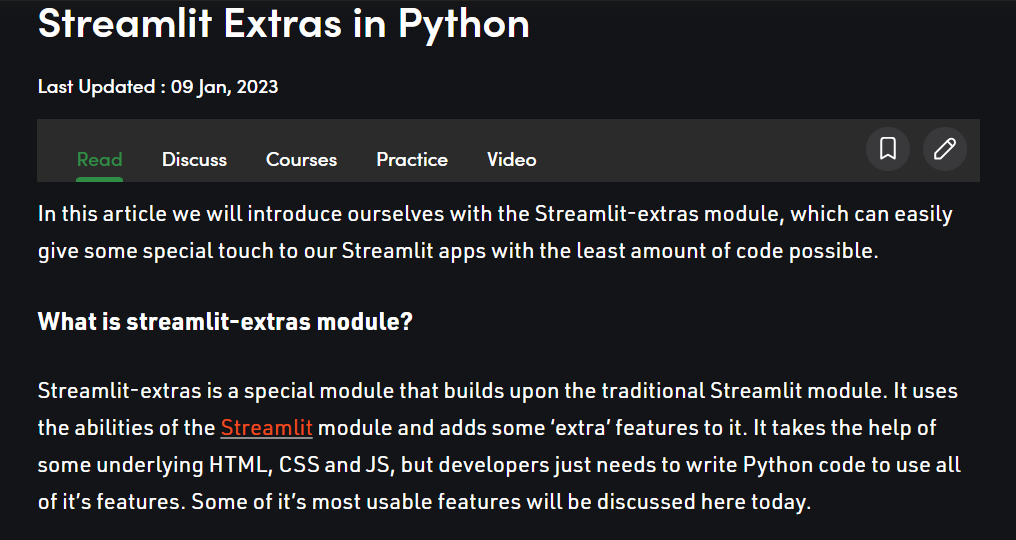 Streamlit Extras in Python
Last Updated : 09 Jan, 2023
Read Discuss Courses Practice Video
In this article we will introduce ourselves with the Streamlit-extras module, which can easily
give some special touch to our Streamlit apps with the least amount of code possible.
What is streamlit-extras module?
Streamlit-extras is a special module that builds upon the traditional Streamlit module. It uses
the abilities of the Streamlit module and adds some ‘extra’ features to it. It takes the help of
some underlying HTML, CSS and JS, but developers just needs to write Python code to use all
of it’s features. Some of it’s most usable features will be discussed here today.